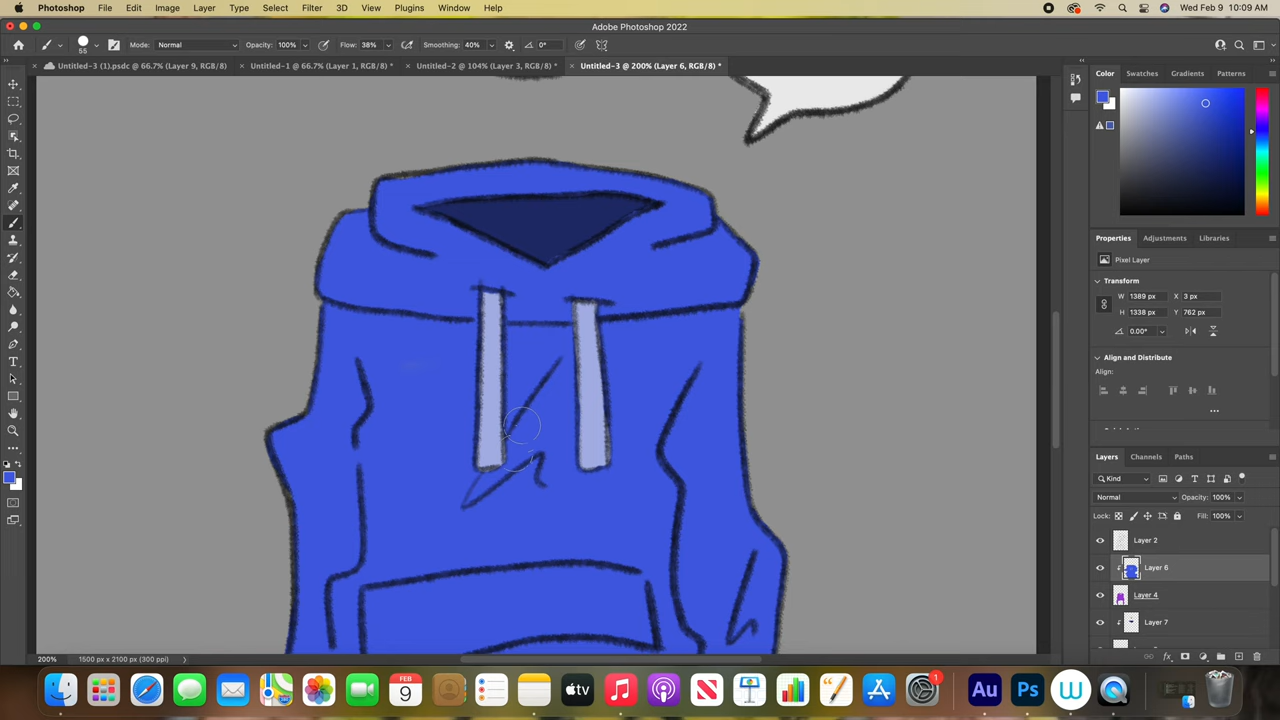 Photoshop File Edit Image Layer Type Select Filter 3D View Plugins Window Help Wed Feb 9 10:09 AM
Adobe Photoshop 2022
55 Mode: Normal Opacity: 100% Flow: 38% Smoothing: 40% 0°
Untitled-3 (1).psdc @ 66.7% (Layer 9, RGB/8) Untitled-1 @ 66.7% (Layer 1, RGB/8) * Untitled-2 @ 104% (Layer 3, RGB/8) * Untitled-3 @ 200% (Layer 6, RGB/8) *
Color Swatches Gradients Patterns
Properties Adjustments Libraries
Pixel Layer
Transform
W 1389 px X 3 px
H 1338 px Y 762 px
0.00°
Align and Distribute
Align:
Layers Channels Paths
Kind
Normal Opacity: 100%
Lock: Fill: 100%
Layer 2
Layer 6
Layer 4
Layer 7
200% 1500 px x 2100 px (300 ppi)
FEB
9
tv
1
Au Ps